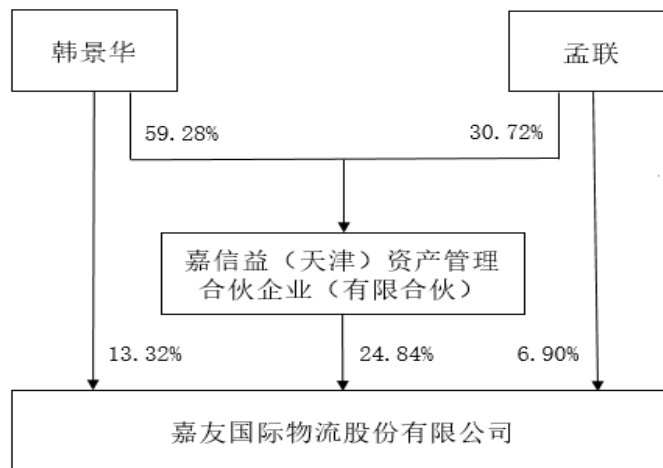 韩景华
孟联
59.28%
30.72%
嘉信益（天津）资产管理
合伙企业（有限合伙）
13.32%
24.84%
6.90%
嘉友国际物流股份有限公司